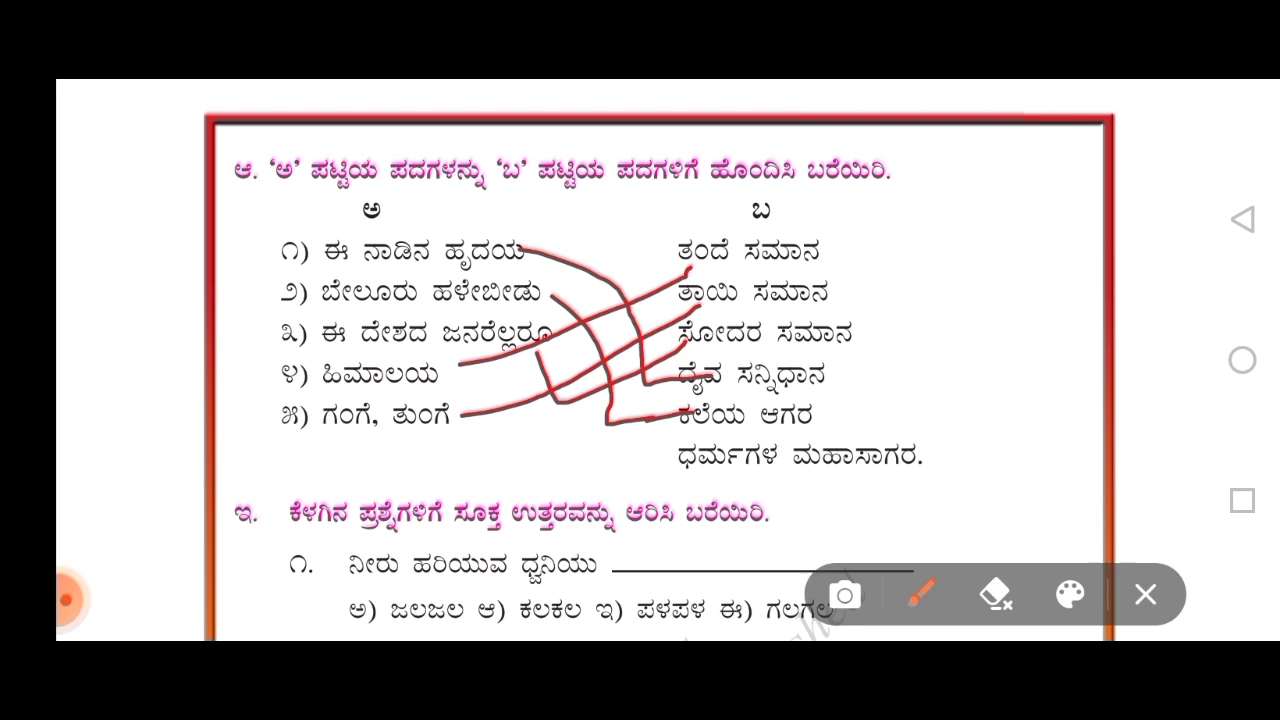 ಆ. ‘ಅ’ ಪಟ್ಟಿಯ ಪದಗಳನ್ನು ‘ಬ’ ಪಟ್ಟಿಯ ಪದಗಳಿಗೆ ಹೊಂದಿಸಿ ಬರೆಯಿರಿ.
ಅ ಬ
೧) ಈ ನಾಡಿನ ಹೃದಯ ತಂದೆ ಸಮಾನ
೨) ಬೇಲೂರು ಹಳೇಬೀಡು ತಾಯಿ ಸಮಾನ
೩) ಈ ದೇಶದ ಜನರೆಲ್ಲರೂ ಸೋದರ ಸಮಾನ
೪) ಹಿಮಾಲಯ ದೈವ ಸನ್ನಿಧಾನ
೫) ಗಂಗೆ, ತುಂಗೆ ಕಲೆಯ ಆಗರ
ಧರ್ಮಗಳ ಮಹಾಸಾಗರ.
ಇ. ಕೆಳಗಿನ ಪ್ರಶ್ನೆಗಳಿಗೆ ಸೂಕ್ತ ಉತ್ತರವನ್ನು ಆರಿಸಿ ಬರೆಯಿರಿ.
೧. ನೀರು ಹರಿಯುವ ಧ್ವನಿಯು
ಅ) ಜಲಜಲ ಆ) ಕಲಕಲ ಇ) ಪಳಪಳ ಈ) ಗಲಗಲ